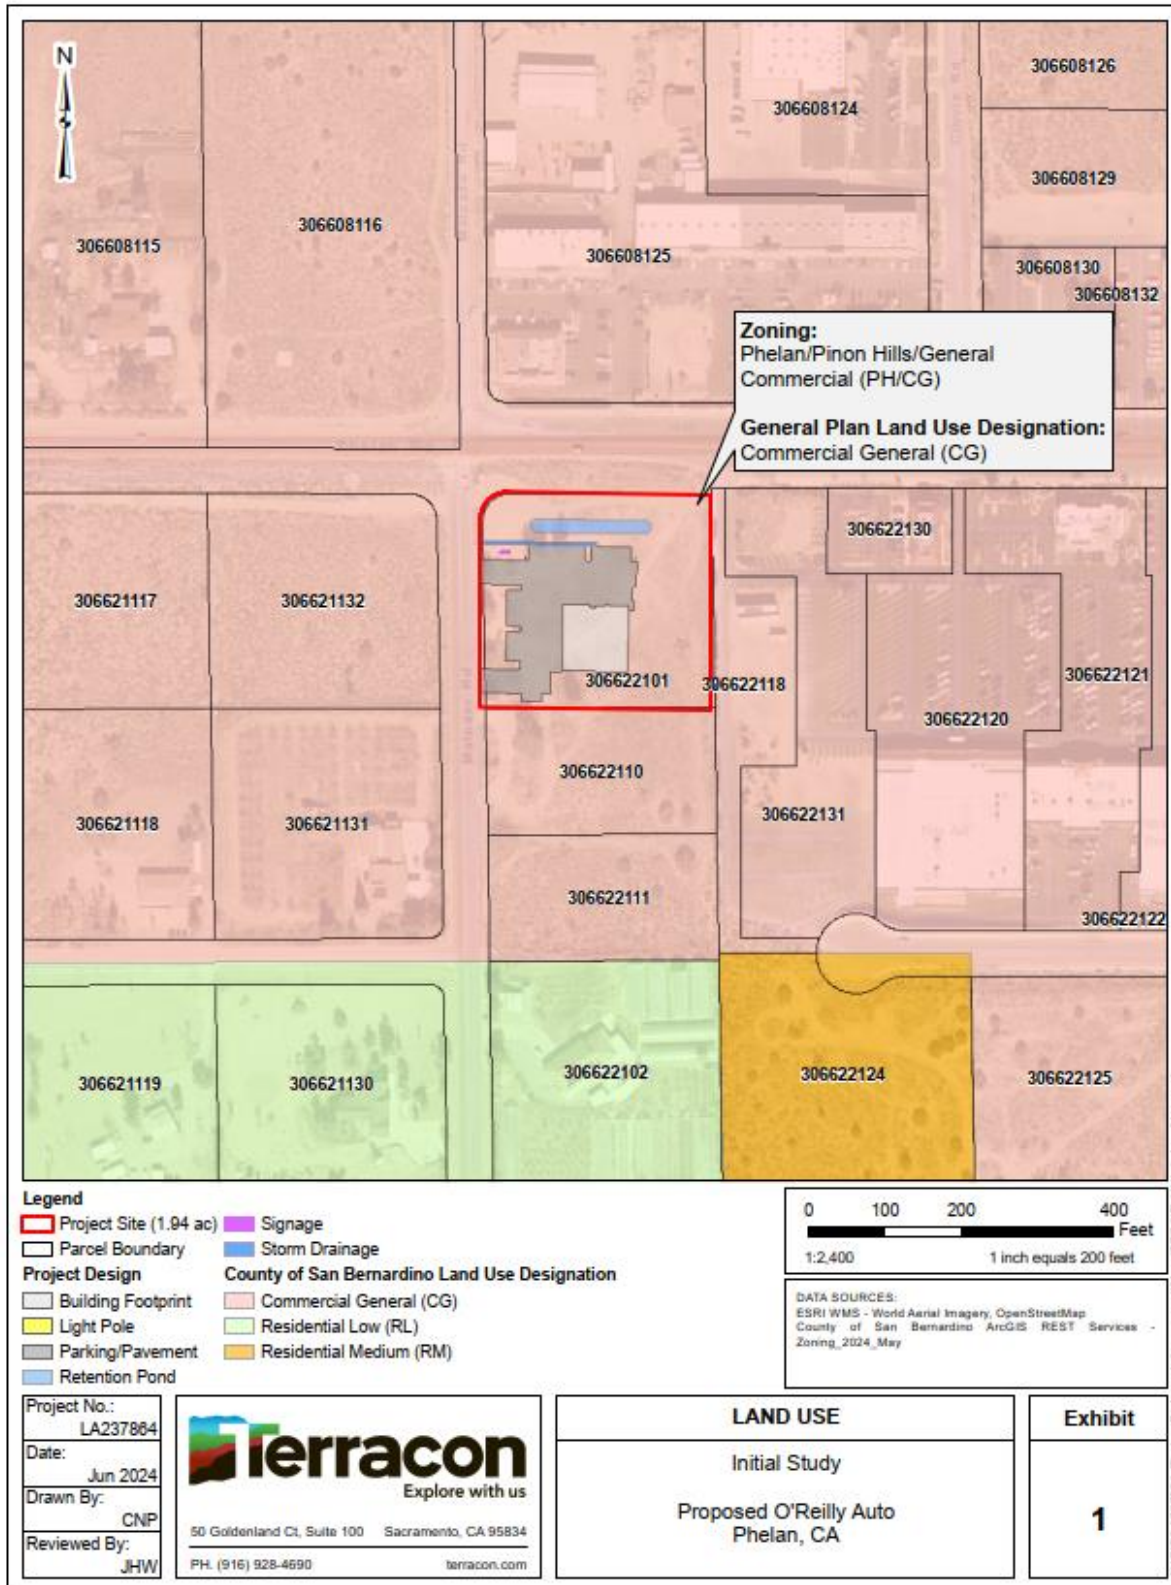 N
306608126
306608124
306608129
306608116
306608115
306608125
306608130
306608132
Zoning:
Phelan/Pinon Hills/General
Commercial (PH/CG)
General Plan Land Use Designation:
Commercial General (CG)
306622130
306621117
306621132
306622101
306622118
306622121
306622120
306622110
306621118
306621131
306622131
306622111
306622122
306621119
306621130
306622102
306622124
306622125
Legend
Project Site (1.94 ac)
Signage
Parcel Boundary
Storm Drainage
Project Design
County of San Bernardino Land Use Designation
Building Footprint
Commercial General (CG)
Light Pole
Residential Low (RL)
Parking/Pavement
Residential Medium (RM)
Retention Pond
0 100 200 400
Feet
1:2,400 1 inch equals 200 feet
DATA SOURCES:
ESRI WMS - World Aerial Imagery, OpenStreetMap
County of San Bernardino ArcGIS REST Services -
Zoning_2024_May
Project No.:
LA237864
Date:
Jun 2024
Drawn By:
CNP
Reviewed By:
JHW
Terracon
Explore with us
50 Goldenland Ct, Suite 100 Sacramento, CA 95834
PH. (916) 928-4690 terracon.com
LAND USE
Initial Study
Proposed O'Reilly Auto
Phelan, CA
Exhibit
1